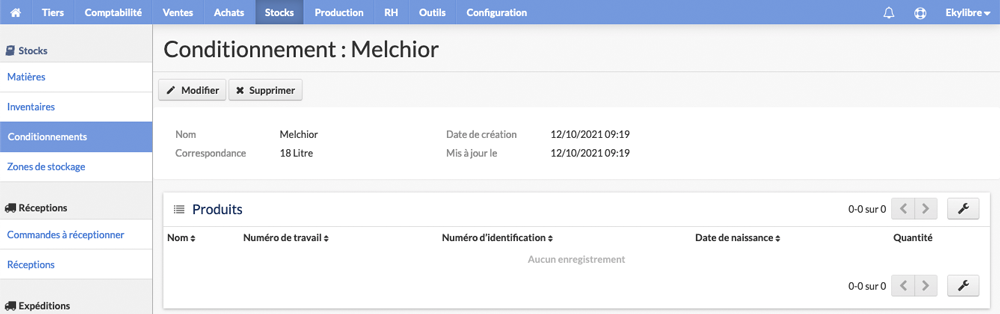 Tiers Comptabilité Ventes Achats Stocks Production RH Outils Configuration Ekylibre
Stocks
Matières
Inventaires
Conditionnements
Zones de stockage
Réceptions
Commandes à réceptionner
Réceptions
Expéditions
Conditionnement : Melchior
Modifier Supprimer
Nom Melchior Date de création 12/10/2021 09:19
Correspondance 18 Litre Mis à jour le 12/10/2021 09:19
Produits 0-0 sur 0
Nom Numéro de travail Numéro d'identification Date de naissance Quantité
Aucun enregistrement
0-0 sur 0